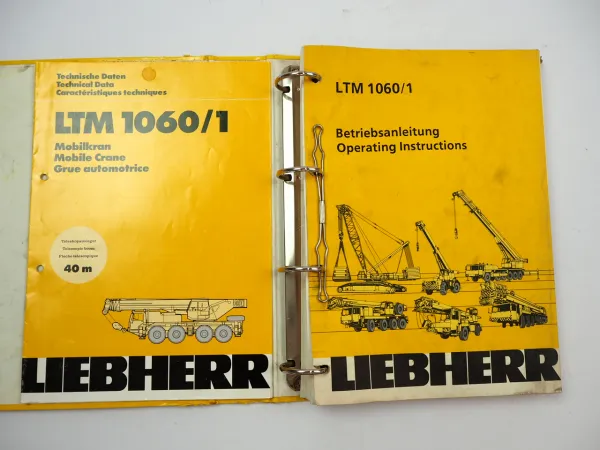 Technische Daten
Technical Data
Caractéristiques techniques
LTM 1060/1
Mobilkran
Mobile Crane
Grue automotrice
40 m
LIEBHERR
LTM 1060/1
Betriebsanleitung
Operating Instructions
LIEBHERR